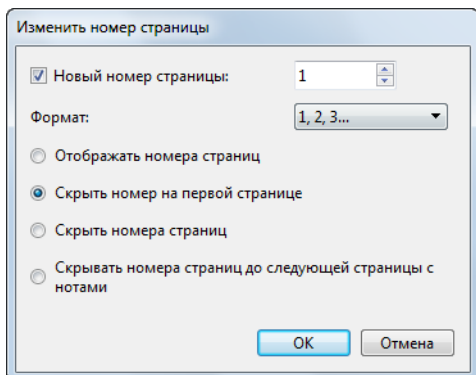 Изменить номер страницы
Новый номер страницы: 1
Формат: 1, 2, 3...
Отображать номера страниц
Скрыть номер на первой странице
Скрыть номера страниц
Скрывать номера страниц до следующей страницы с
нотами
OK Отмена